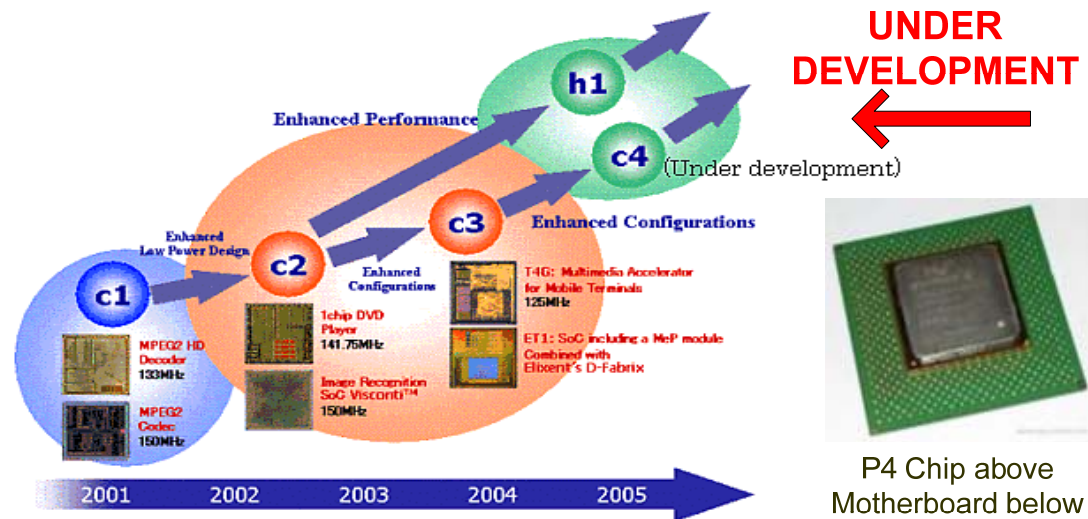 UNDER
DEVELOPMENT
h1
Enhanced Performance
c4
(Under development)
c3
Enhanced Configurations
Enhanced
Low Power Design
c2
Enhanced
Configurations
c1
T4G: Multimedia Accelerator
for Mobile Terminals
125MHz
1chip DVD
Player
141.75MHz
MPEG2 HD
Decoder
133MHz
ET1: SoC including a MeP module
Combined with
Elixent's D-Fabrix
Image Recognition
SoC Visconti™
150MHz
MPEG2
Codec
150MHz
P4 Chip above
Motherboard below
2001 2002 2003 2004 2005